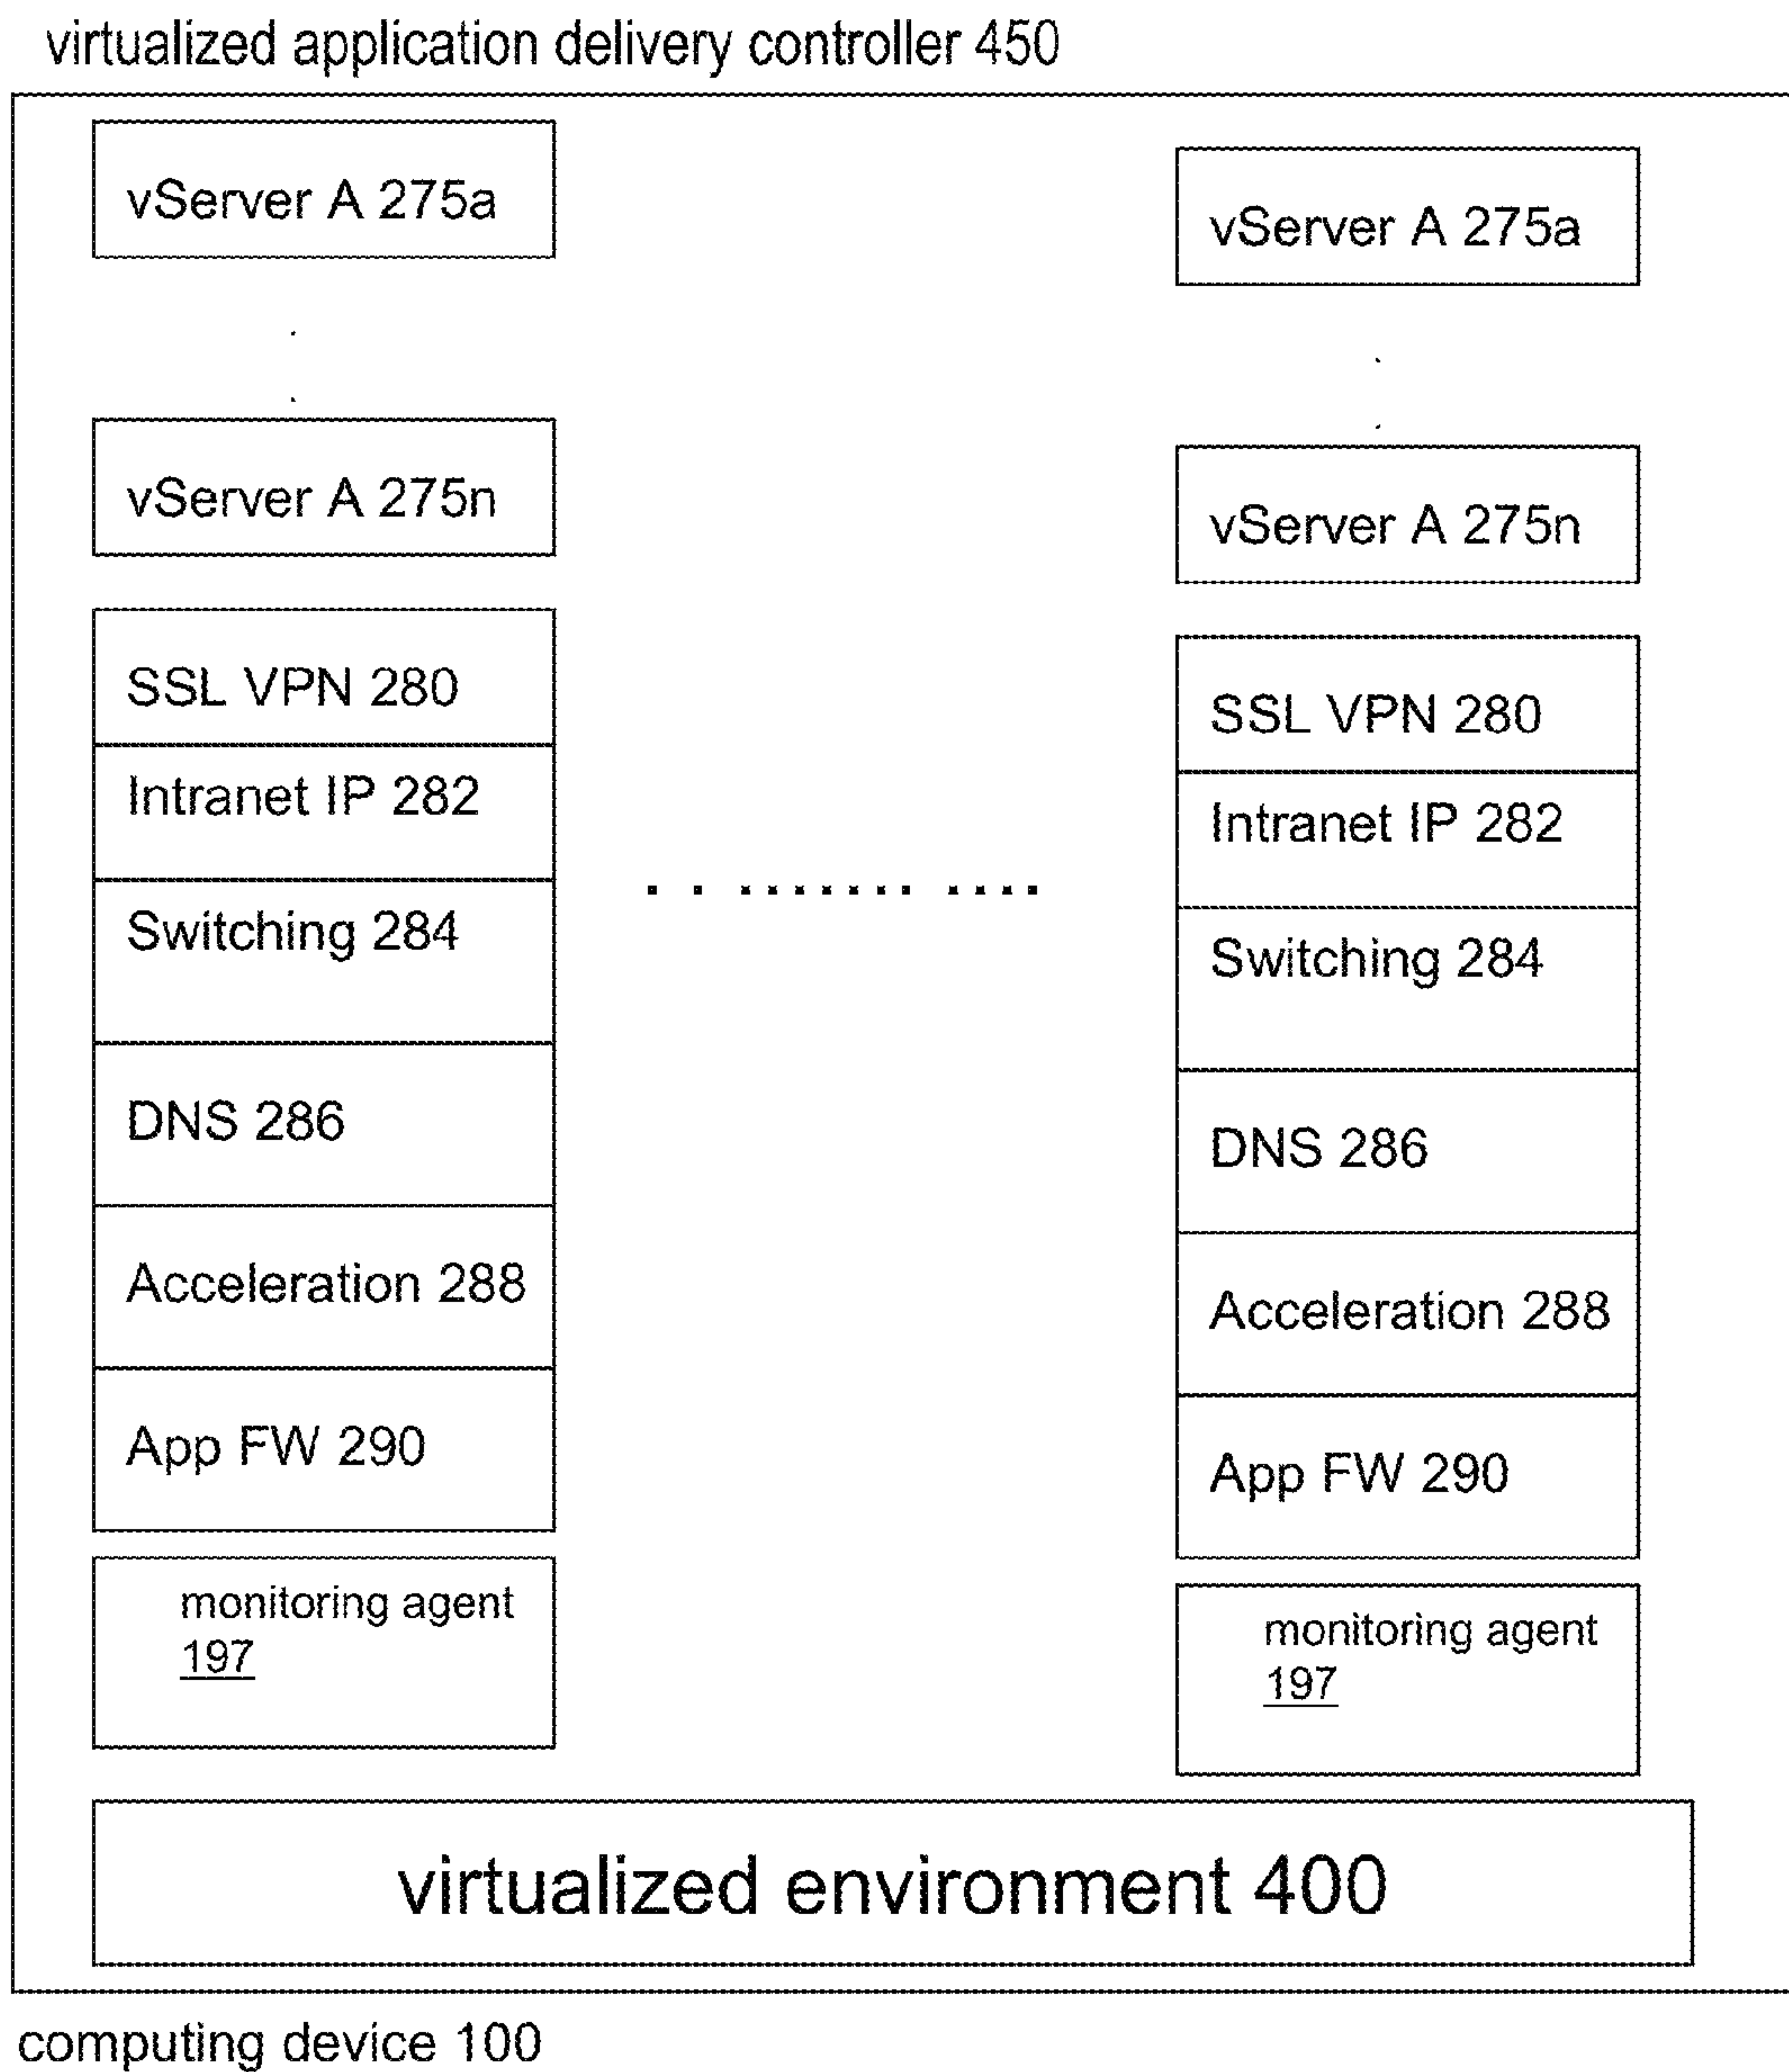 virtualized application delivery controller 450
vServer A 275a
vServer A 275n
SSL VPN 280
Intranet IP 282
Switching 284
DNS 286
Acceleration 288
App FW 290
monitoring agent
197
vServer A 275a
vServer A 275n
SSL VPN 280
Intranet IP 282
Switching 284
DNS 286
Acceleration 288
App FW 290
monitoring agent
197
virtualized environment 400
computing device 100